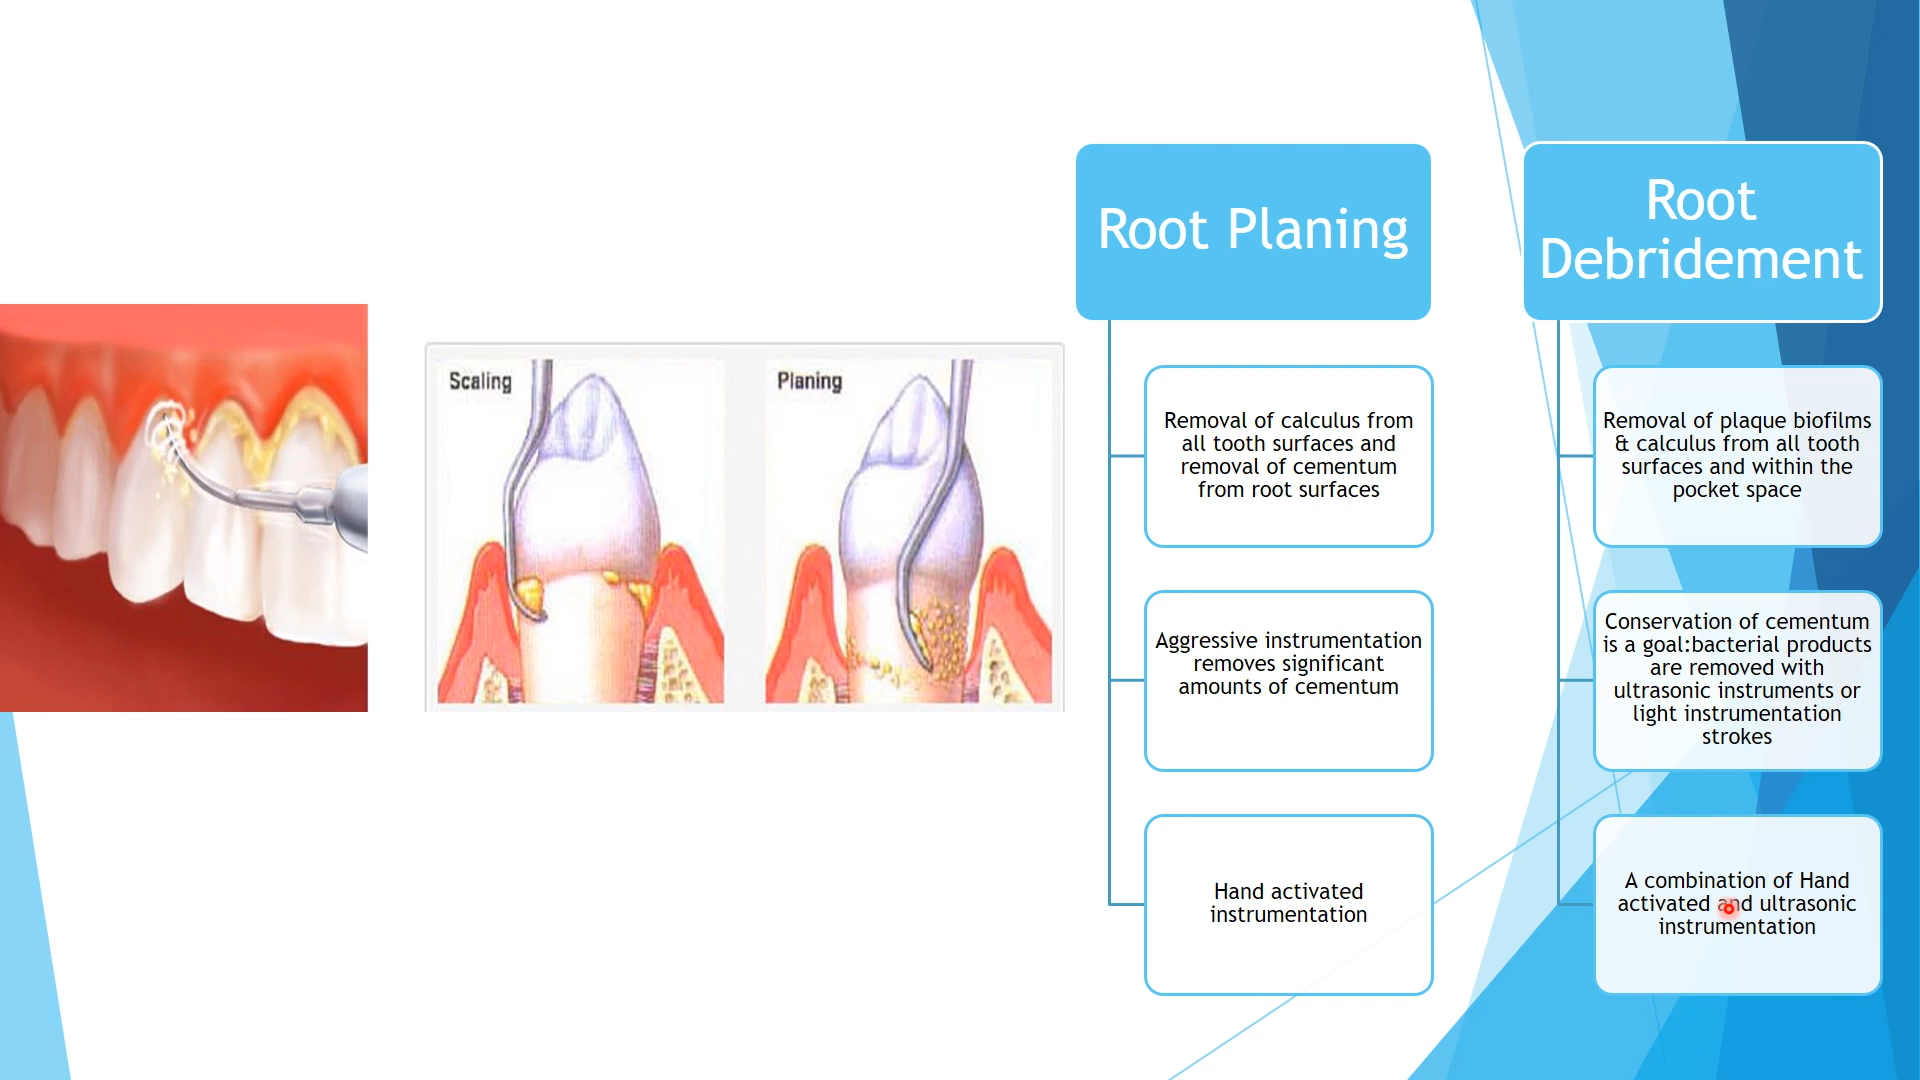 Scaling
Planing
Root Planing
Removal of calculus from
all tooth surfaces and
removal of cementum
from root surfaces
Aggressive instrumentation
removes significant
amounts of cementum
Hand activated
instrumentation
Root
Debridement
Removal of plaque biofilms
& calculus from all tooth
surfaces and within the
pocket space
Conservation of cementum
is a goal:bacterial products
are removed with
ultrasonic instruments or
light instrumentation
strokes
A combination of Hand
activated and ultrasonic
instrumentation